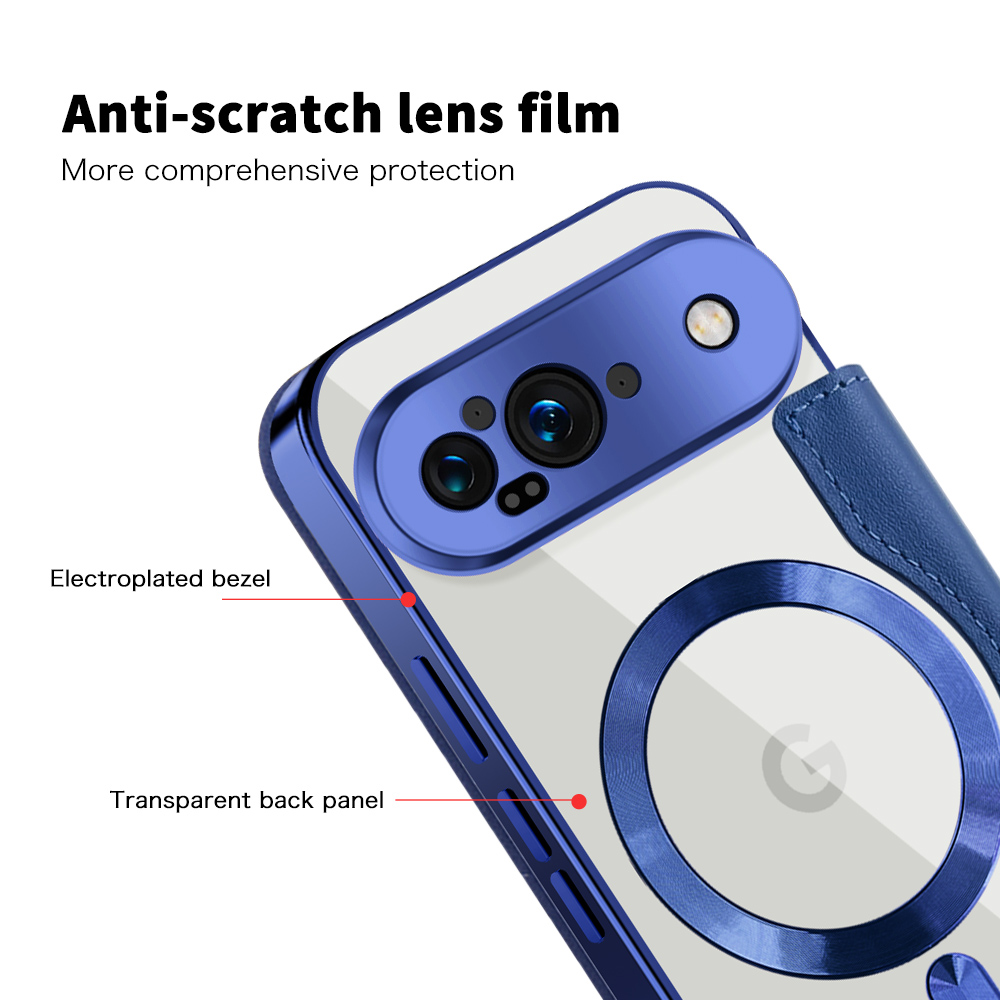 Anti-scratch lens film
More comprehensive protection
Electroplated bezel
Transparent back panel
G